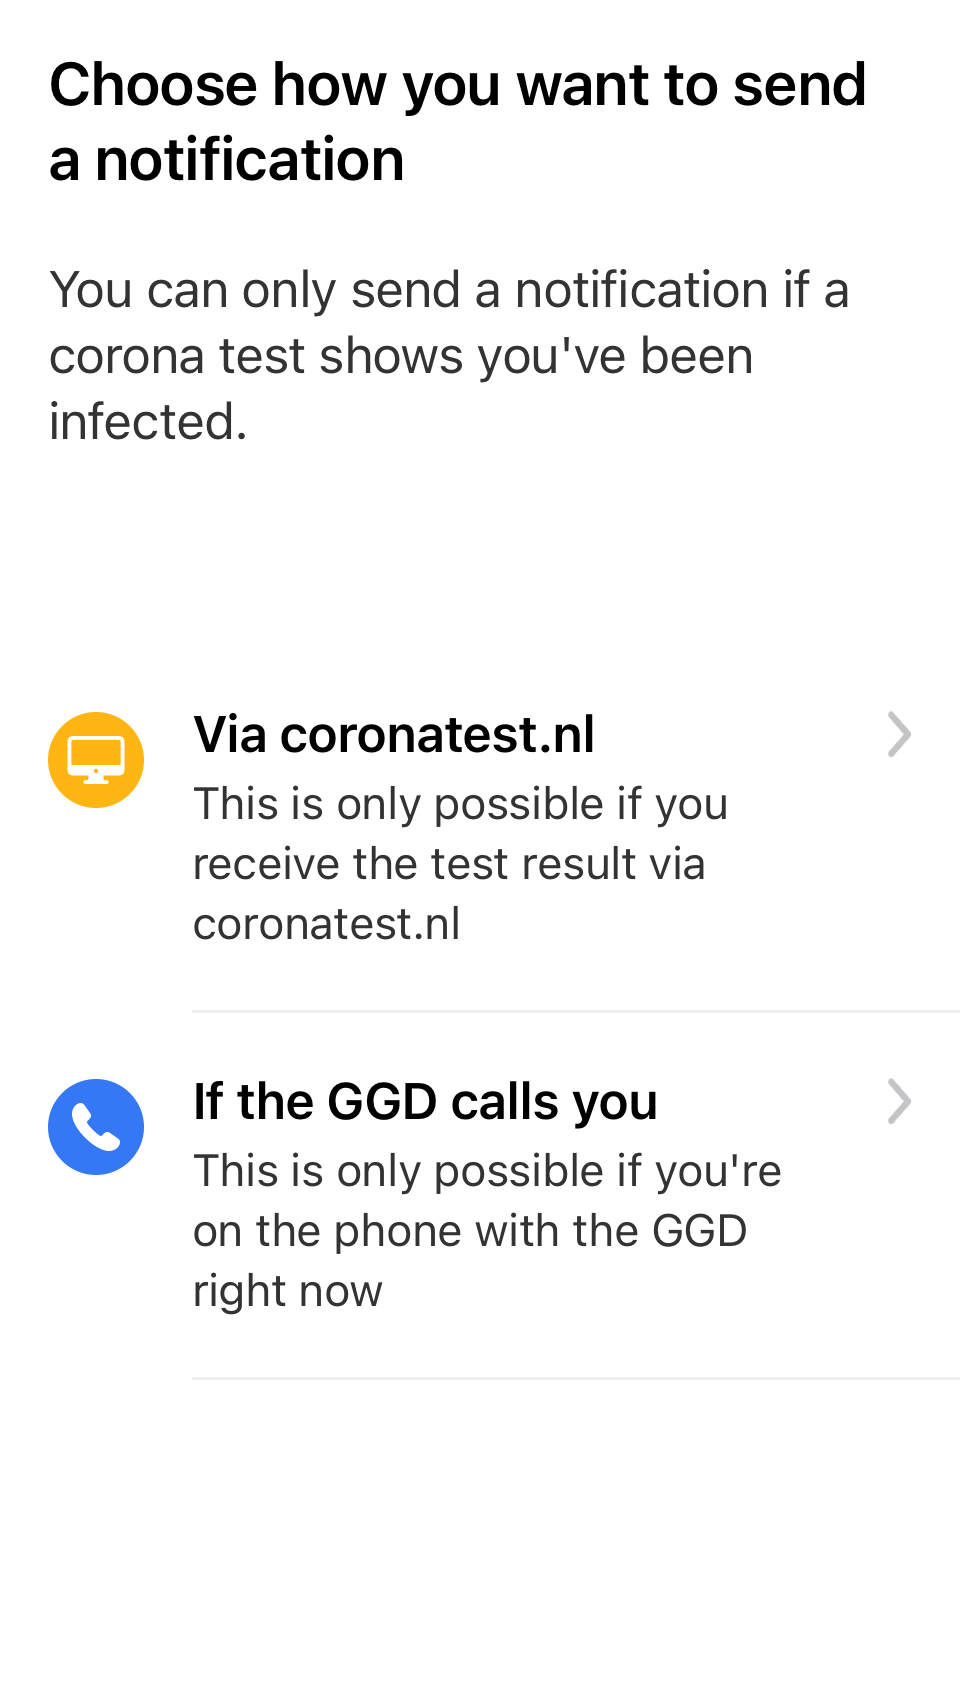 Choose how you want to send
a notification
You can only send a notification if a
corona test shows you've been
infected.
Via coronatest.nl
This is only possible if you
receive the test result via
coronatest.nl
If the GGD calls you
This is only possible if you're
on the phone with the GGD
right now